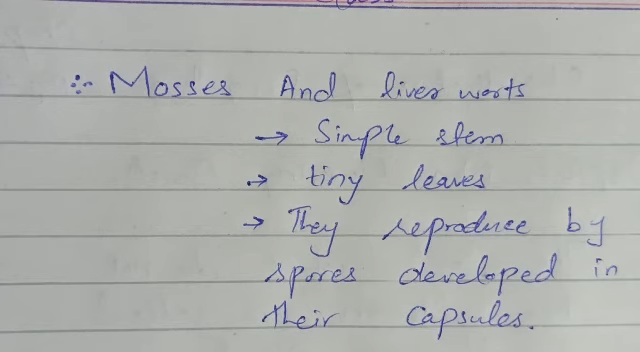 :- Mosses And liver worts
→ Simple stem
→ tiny leaves
→ They reproduce by
spores developed in
their capsules.